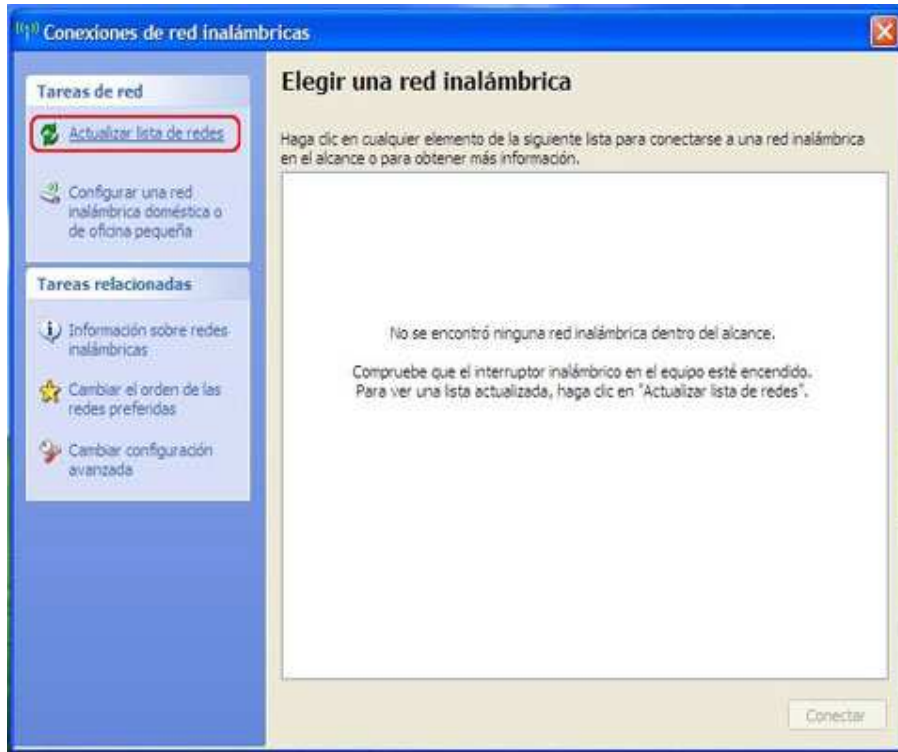 Conexiones de red inalámbricas
Tareas de red
Actualizar lista de redes
Configurar una red
inalámbrica doméstica o
de oficina pequeña
Tareas relacionadas
Información sobre redes
inalámbricas
Cambiar el orden de las
redes preferidas
Cambiar configuración
avanzada
Elegir una red inalámbrica
Haga clic en cualquier elemento de la siguiente lista para conectarse a una red inalámbrica
en el alcance o para obtener más información.
No se encontró ninguna red inalámbrica dentro del alcance.
Compruebe que el interruptor inalámbrico en el equipo esté encendido.
Para ver una lista actualizada, haga clic en "Actualizar lista de redes".
Conectar